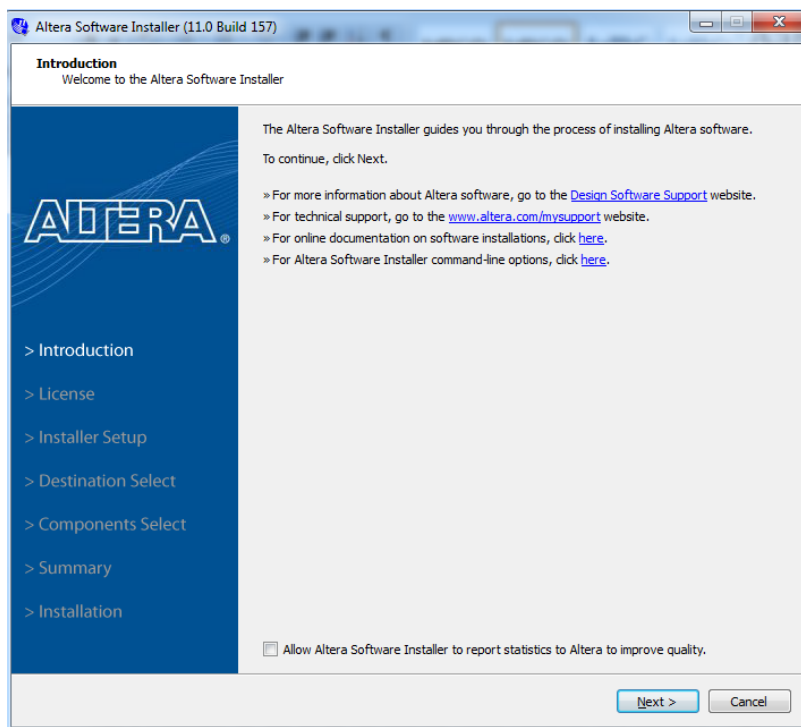 Altera Software Installer (11.0 Build 157)
Introduction
Welcome to the Altera Software Installer
ALTERA®
> Introduction
> License
> Installer Setup
> Destination Select
> Components Select
> Summary
> Installation
The Altera Software Installer guides you through the process of installing Altera software.
To continue, click Next.
» For more information about Altera software, go to the Design Software Support website.
» For technical support, go to the www.altera.com/mysupport website.
» For online documentation on software installations, click here.
» For Altera Software Installer command-line options, click here.
Allow Altera Software Installer to report statistics to Altera to improve quality.
Next > Cancel